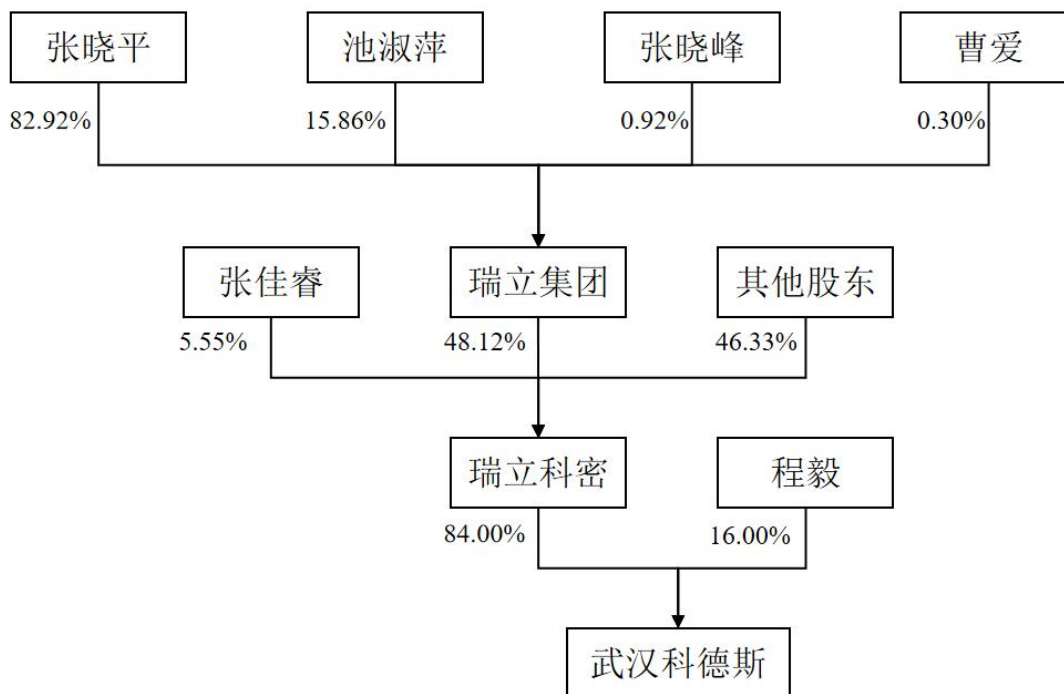 张晓平 池淑萍 张晓峰 曹爱
82.92% 15.86% 0.92% 0.30%
张佳睿 瑞立集团 其他股东
5.55% 48.12% 46.33%
瑞立科密 程毅
84.00% 16.00%
武汉科德斯